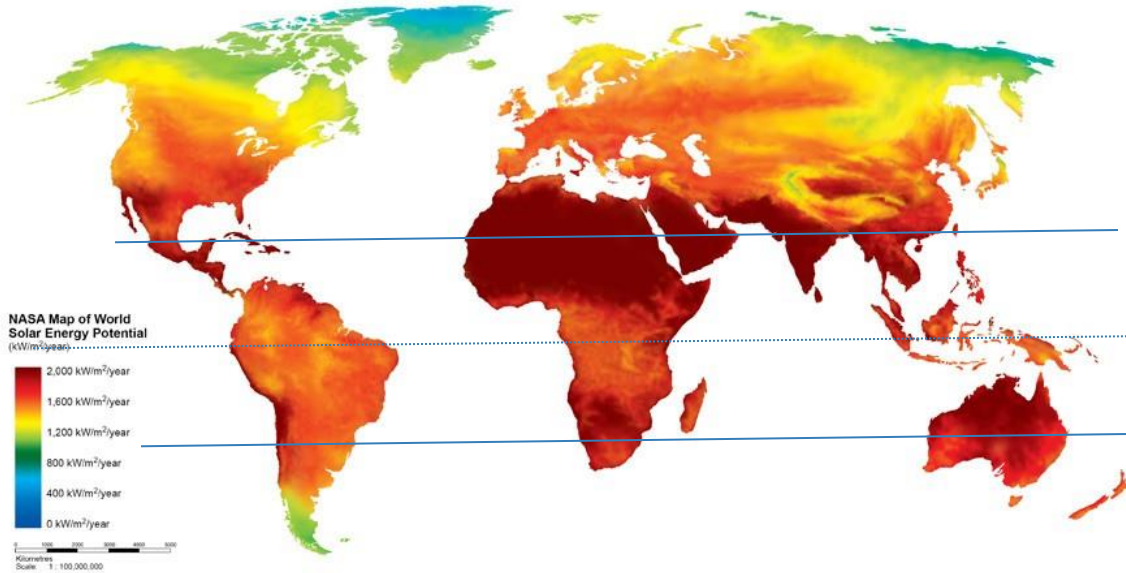 NASA Map of World
Solar Energy Potential
(kW/m²/year)
2,000 kW/m²/year
1,600 kW/m²/year
1,200 kW/m²/year
800 kW/m²/year
400 kW/m²/year
0 kW/m²/year
0 1000 2000 3000 4000 5000
Kilometres
Scale: 1 : 100,000,000